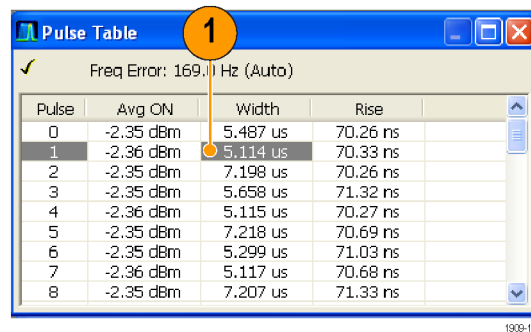 Pulse Table
1
Freq Error: 169.0 Hz (Auto)
Pulse Avg ON Width Rise
0 -2.35 dBm 5.487 us 70.26 ns
1 -2.36 dBm 5.114 us 70.33 ns
2 -2.35 dBm 7.198 us 70.26 ns
3 -2.35 dBm 5.658 us 71.32 ns
4 -2.36 dBm 5.115 us 70.27 ns
5 -2.35 dBm 7.218 us 70.69 ns
6 -2.35 dBm 5.299 us 71.03 ns
7 -2.36 dBm 5.117 us 70.68 ns
8 -2.35 dBm 7.207 us 71.33 ns